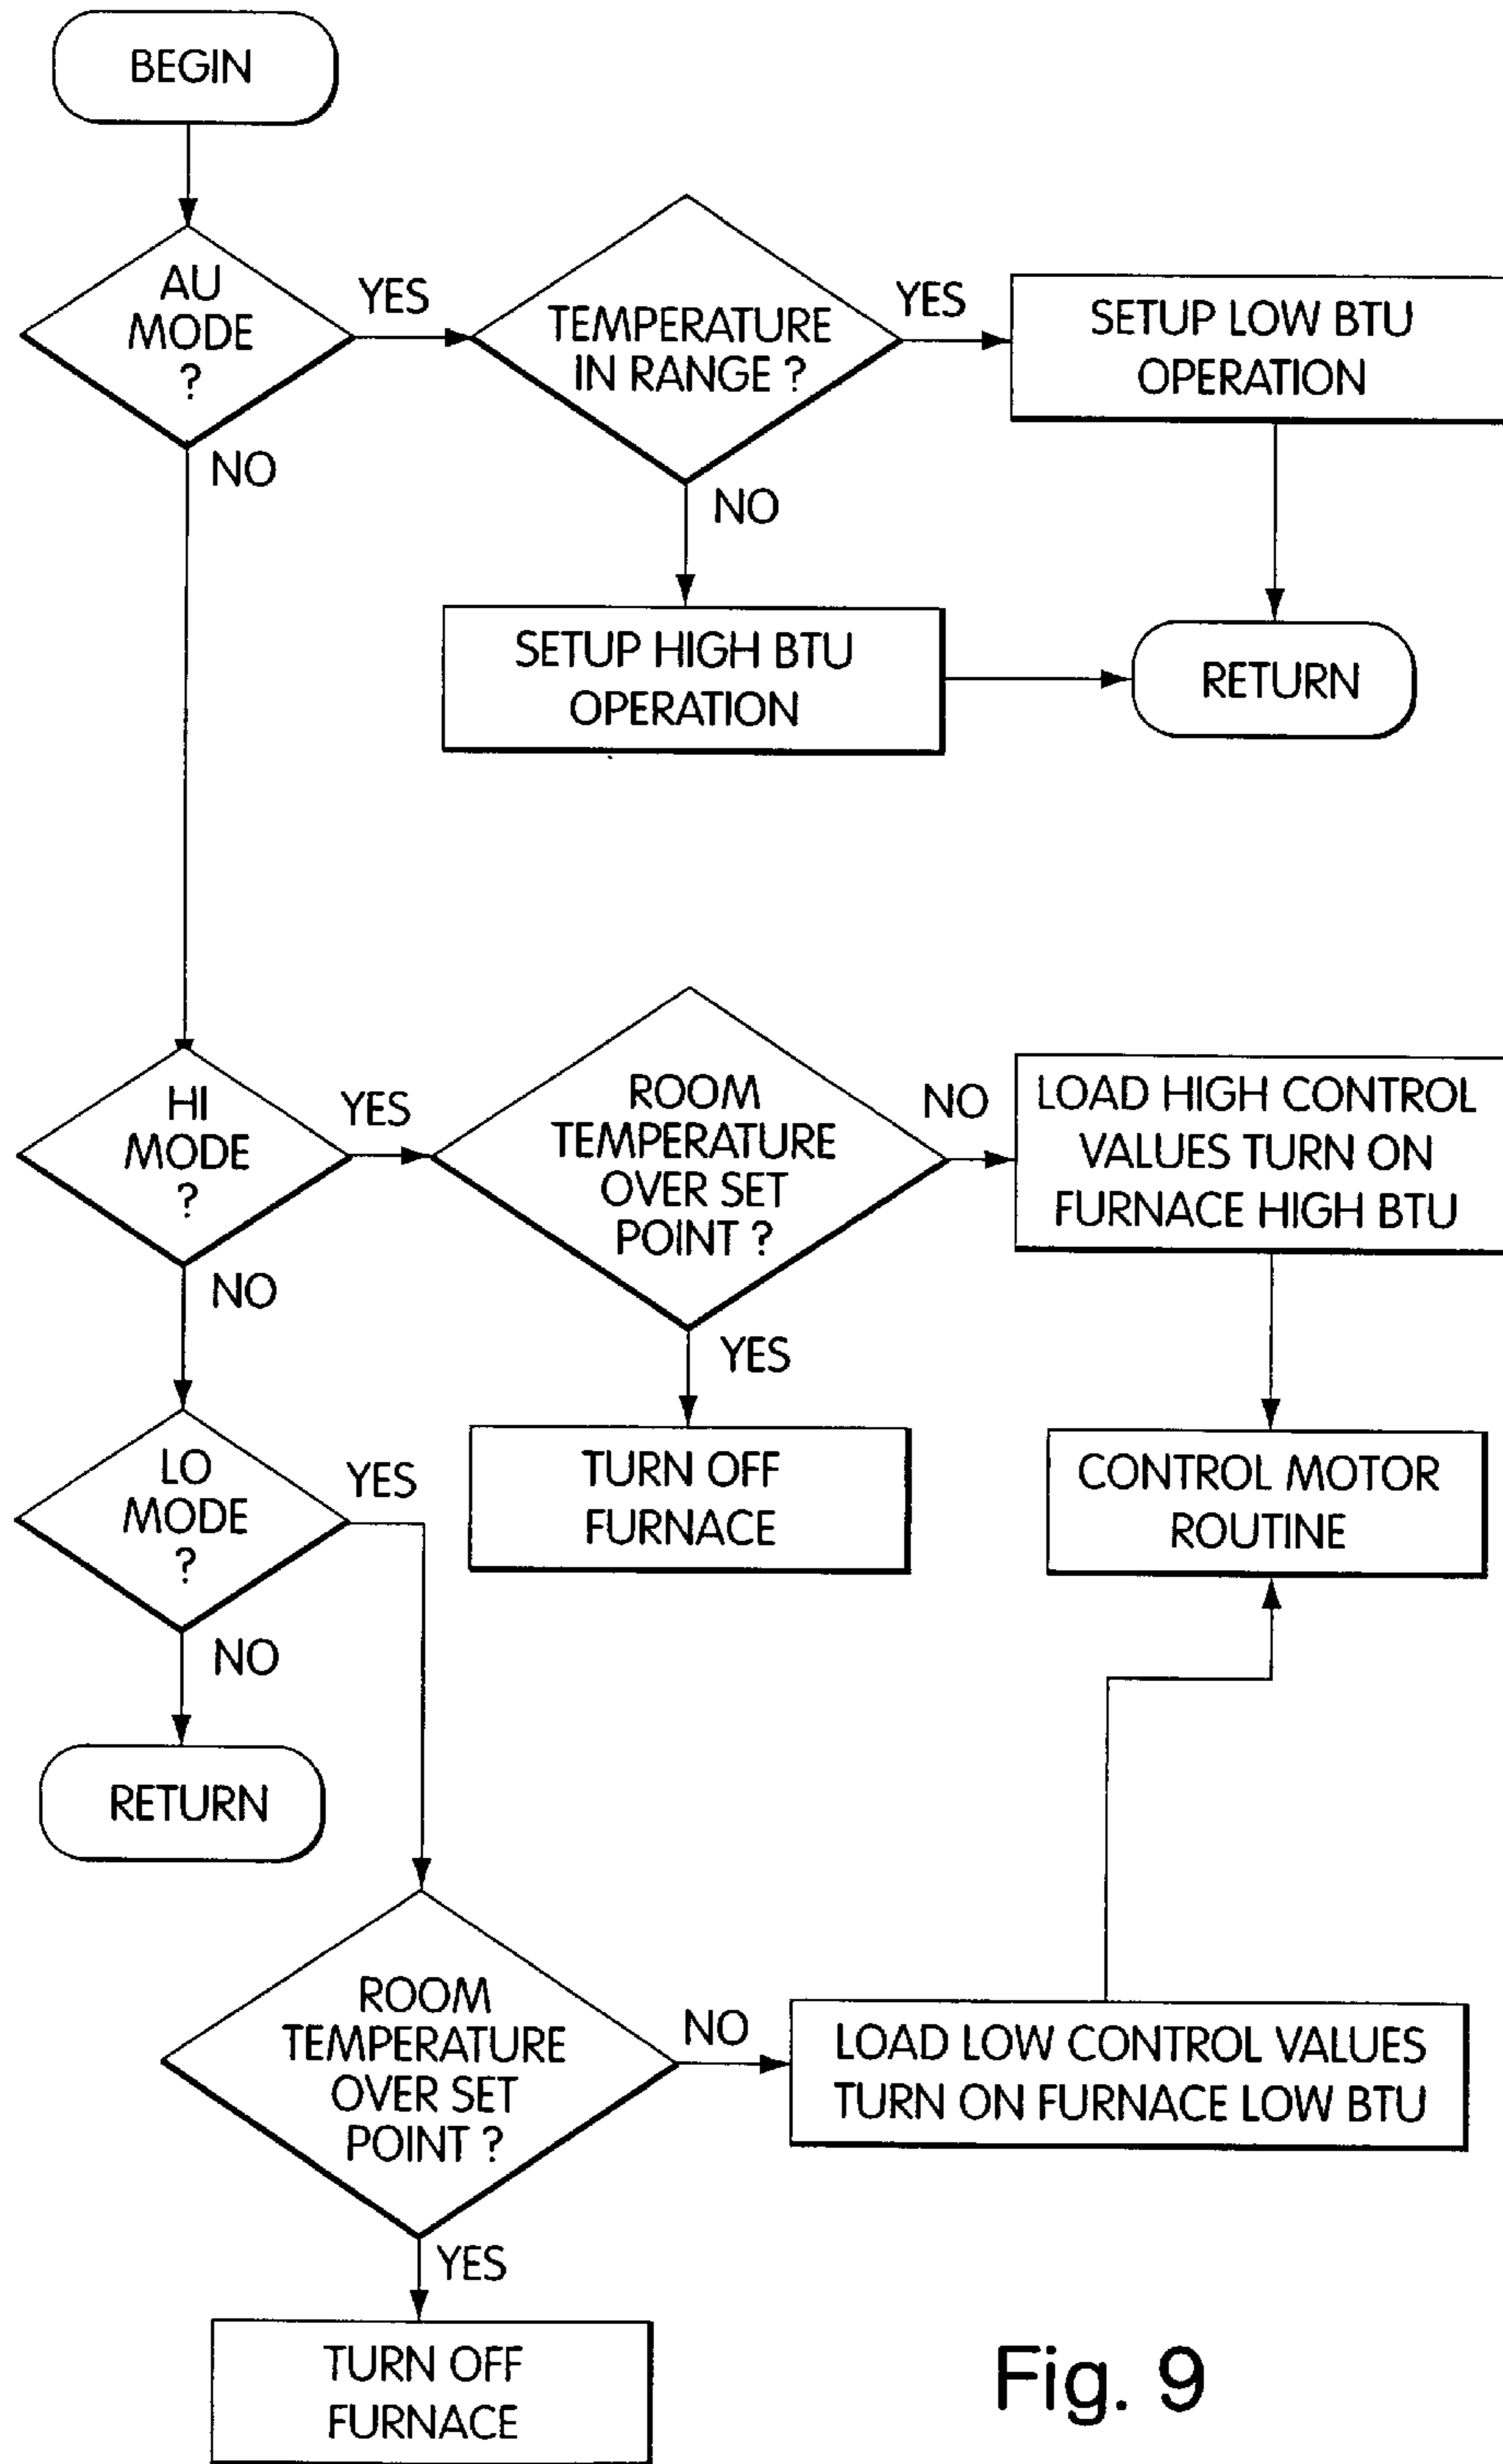 BEGIN
AU
MODE
?
YES
NO
TEMPERATURE
IN RANGE ?
YES
NO
SETUP LOW BTU
OPERATION
SETUP HIGH BTU
OPERATION
RETURN
HI
MODE
?
YES
NO
ROOM
TEMPERATURE
OVER SET
POINT ?
NO
YES
LOAD HIGH CONTROL
VALUES TURN ON
FURNACE HIGH BTU
TURN OFF
FURNACE
CONTROL MOTOR
ROUTINE
LO
MODE
?
YES
NO
RETURN
ROOM
TEMPERATURE
OVER SET
POINT ?
NO
YES
LOAD LOW CONTROL VALUES
TURN ON FURNACE LOW BTU
TURN OFF
FURNACE
Fig. 9